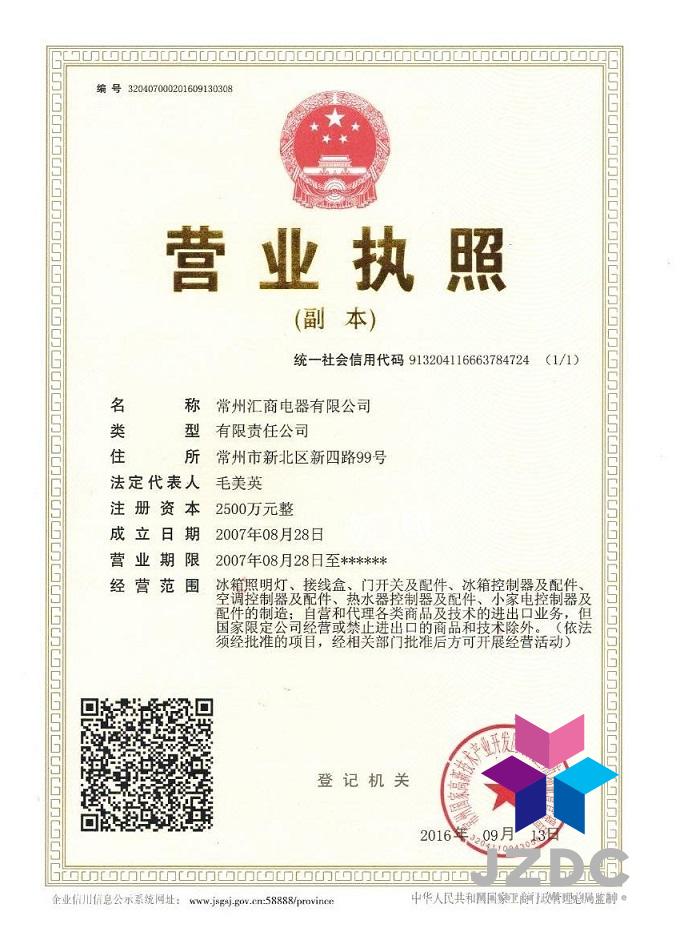 编 号 320407000201609130308
营业执照
(副 本)
统一社会信用代码 913204116663784724 （1/1）
名 称 常州汇商电器有限公司
类 型 有限责任公司
住 所 常州市新北区新四路99号
法定代表人 毛美英
注册资本 2500万元整
成立日期 2007年08月28日
营业期限 2007年08月28日至******
经营范围 冰箱照明灯、接线盒、门开关及配件、冰箱控制器及配件、
空调控制器及配件、热水器控制器及配件、小家电控制器及
配件的制造；自营和代理各类商品及技术的进出口业务，但
国家限定公司经营或禁止进出口的商品和技术除外。（依法
须经批准的项目，经相关部门批准后方可开展经营活动）
登记机关
2016年 09月 13日
JZDC
企业信用信息公示系统网址： www.jsgsj.gov.cn:58888/province
中华人民共和国国家工商行政管理总局监制